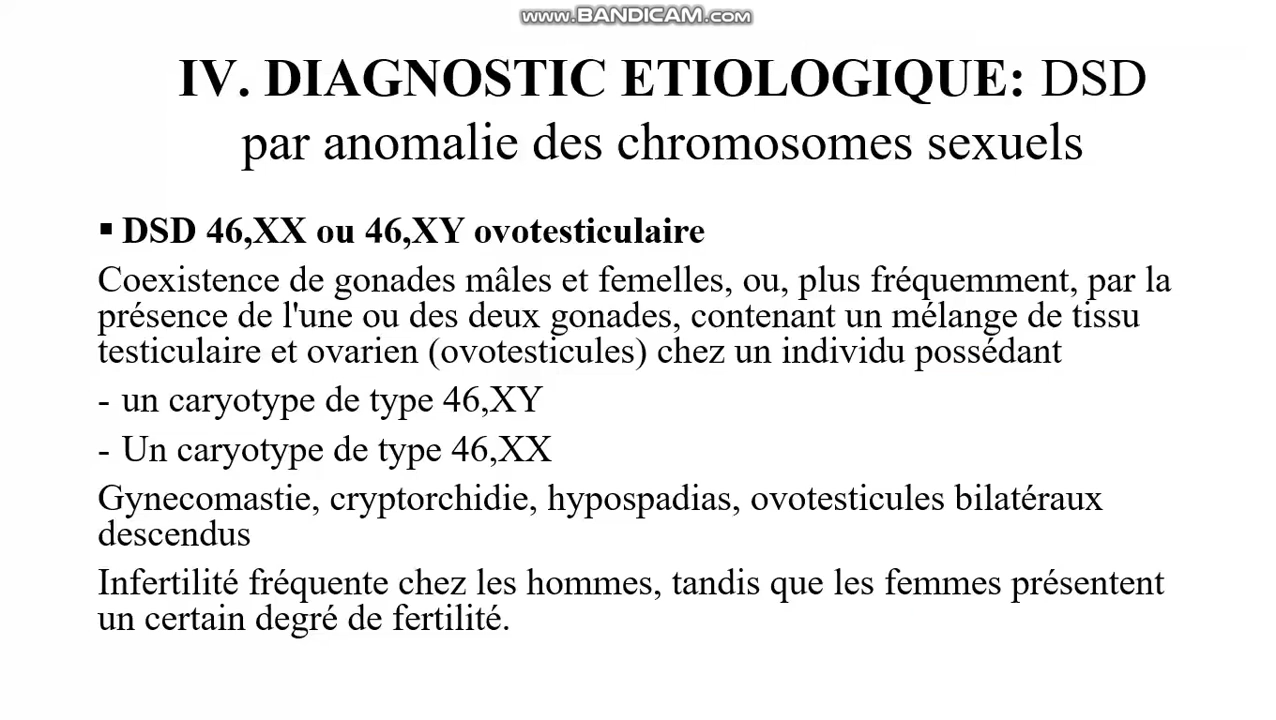 www.BANDICAM.com
IV. DIAGNOSTIC ETIOLOGIQUE: DSD
par anomalie des chromosomes sexuels
▪ DSD 46,XX ou 46,XY ovotesticulaire
Coexistence de gonades mâles et femelles, ou, plus fréquemment, par la
présence de l'une ou des deux gonades, contenant un mélange de tissu
testiculaire et ovarien (ovotesticules) chez un individu possédant
- un caryotype de type 46,XY
- Un caryotype de type 46,XX
Gynecomastie, cryptorchidie, hypospadias, ovotesticules bilatéraux
descendus
Infertilité fréquente chez les hommes, tandis que les femmes présentent
un certain degré de fertilité.